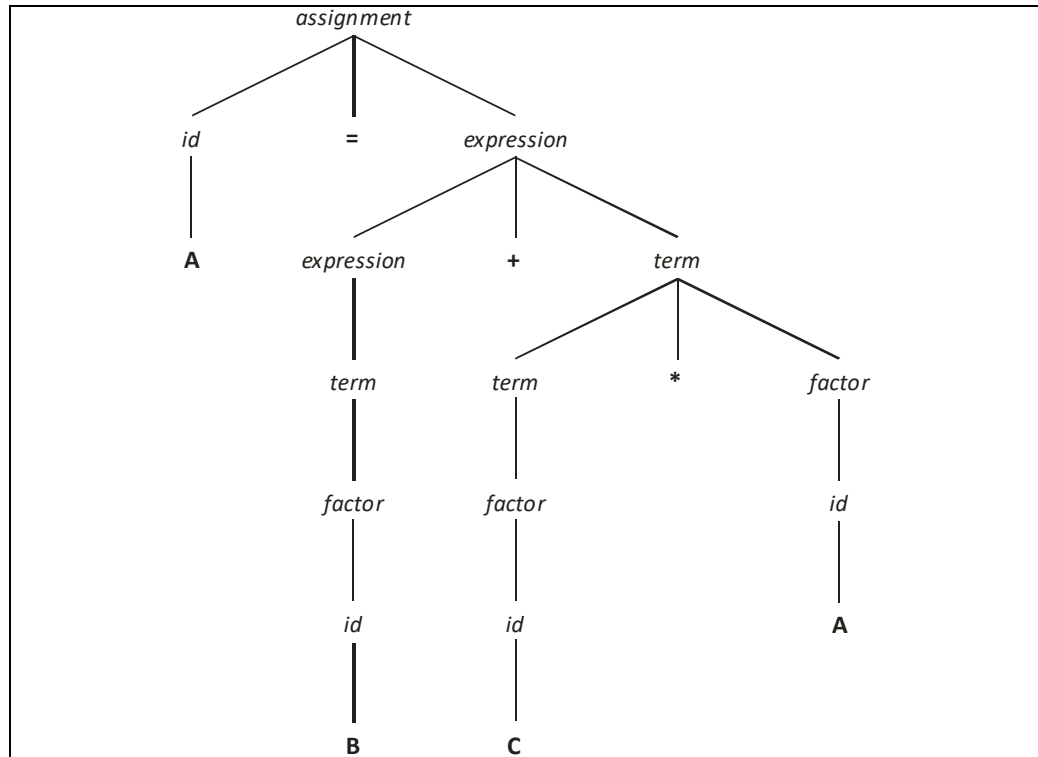 assignment
id = expression
A expression + term
term term * factor
factor factor id
id id A
B C